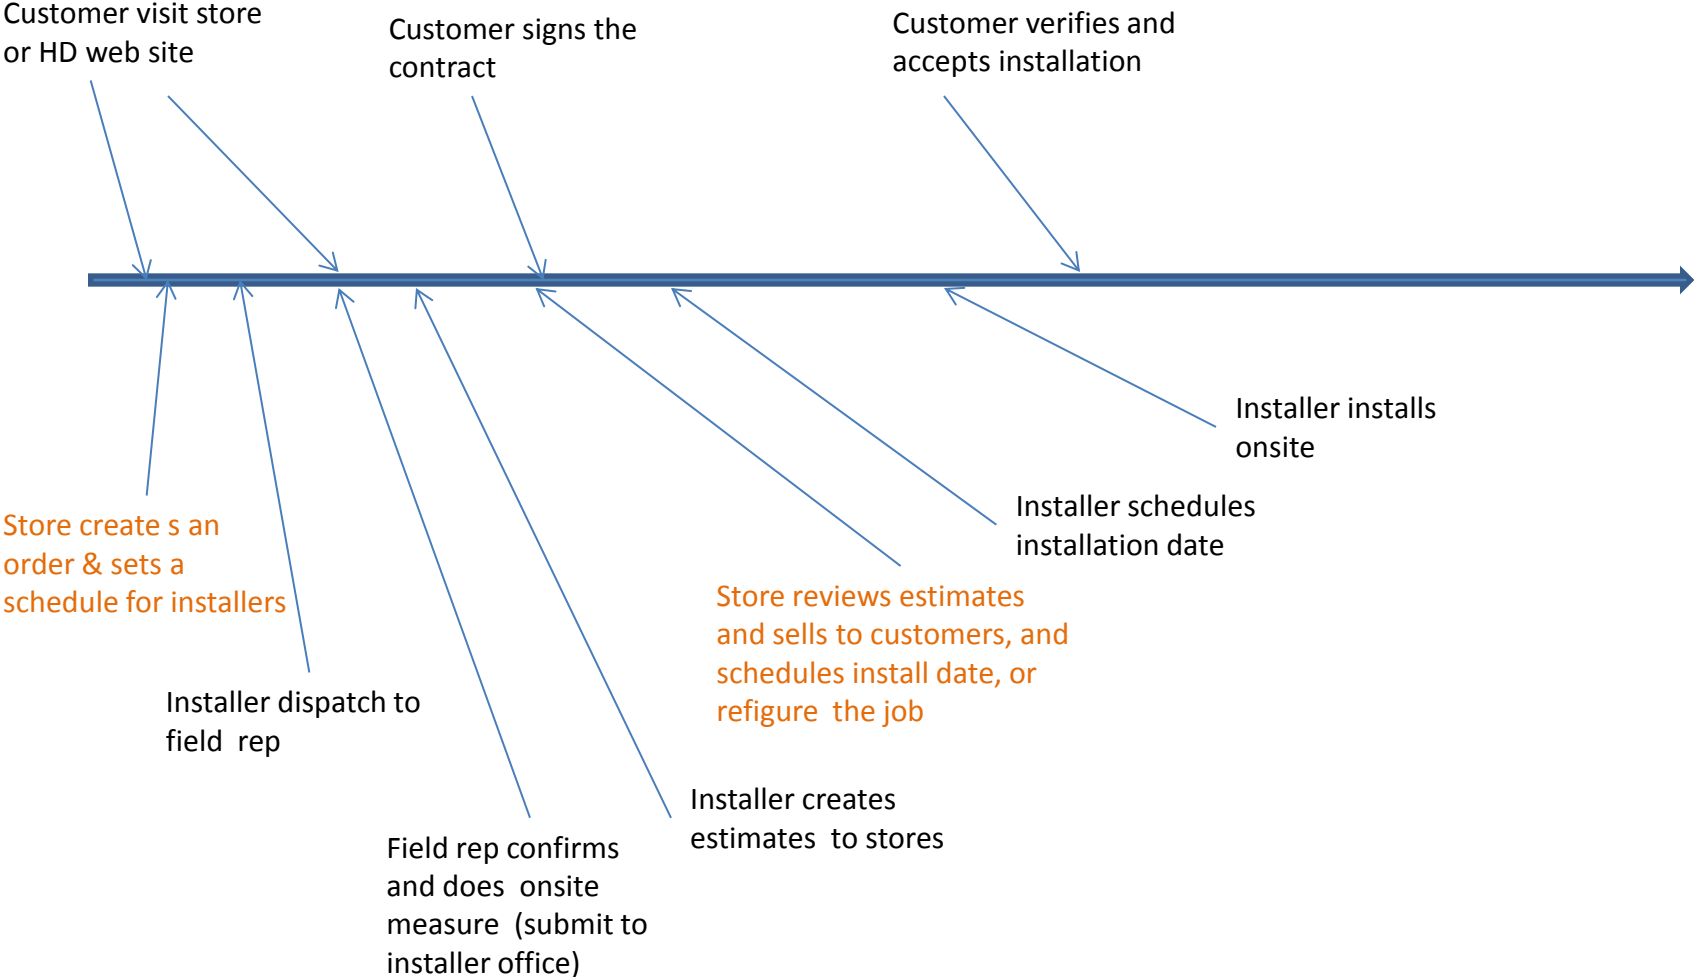 Customer visit store
or HD web site
Customer signs the
contract
Customer verifies and
accepts installation
Installer installs
onsite
Installer schedules
installation date
Store create s an
order & sets a
schedule for installers
Store reviews estimates
and sells to customers, and
schedules install date, or
refigure the job
Installer dispatch to
field rep
Installer creates
estimates to stores
Field rep confirms
and does onsite
measure (submit to
installer office)